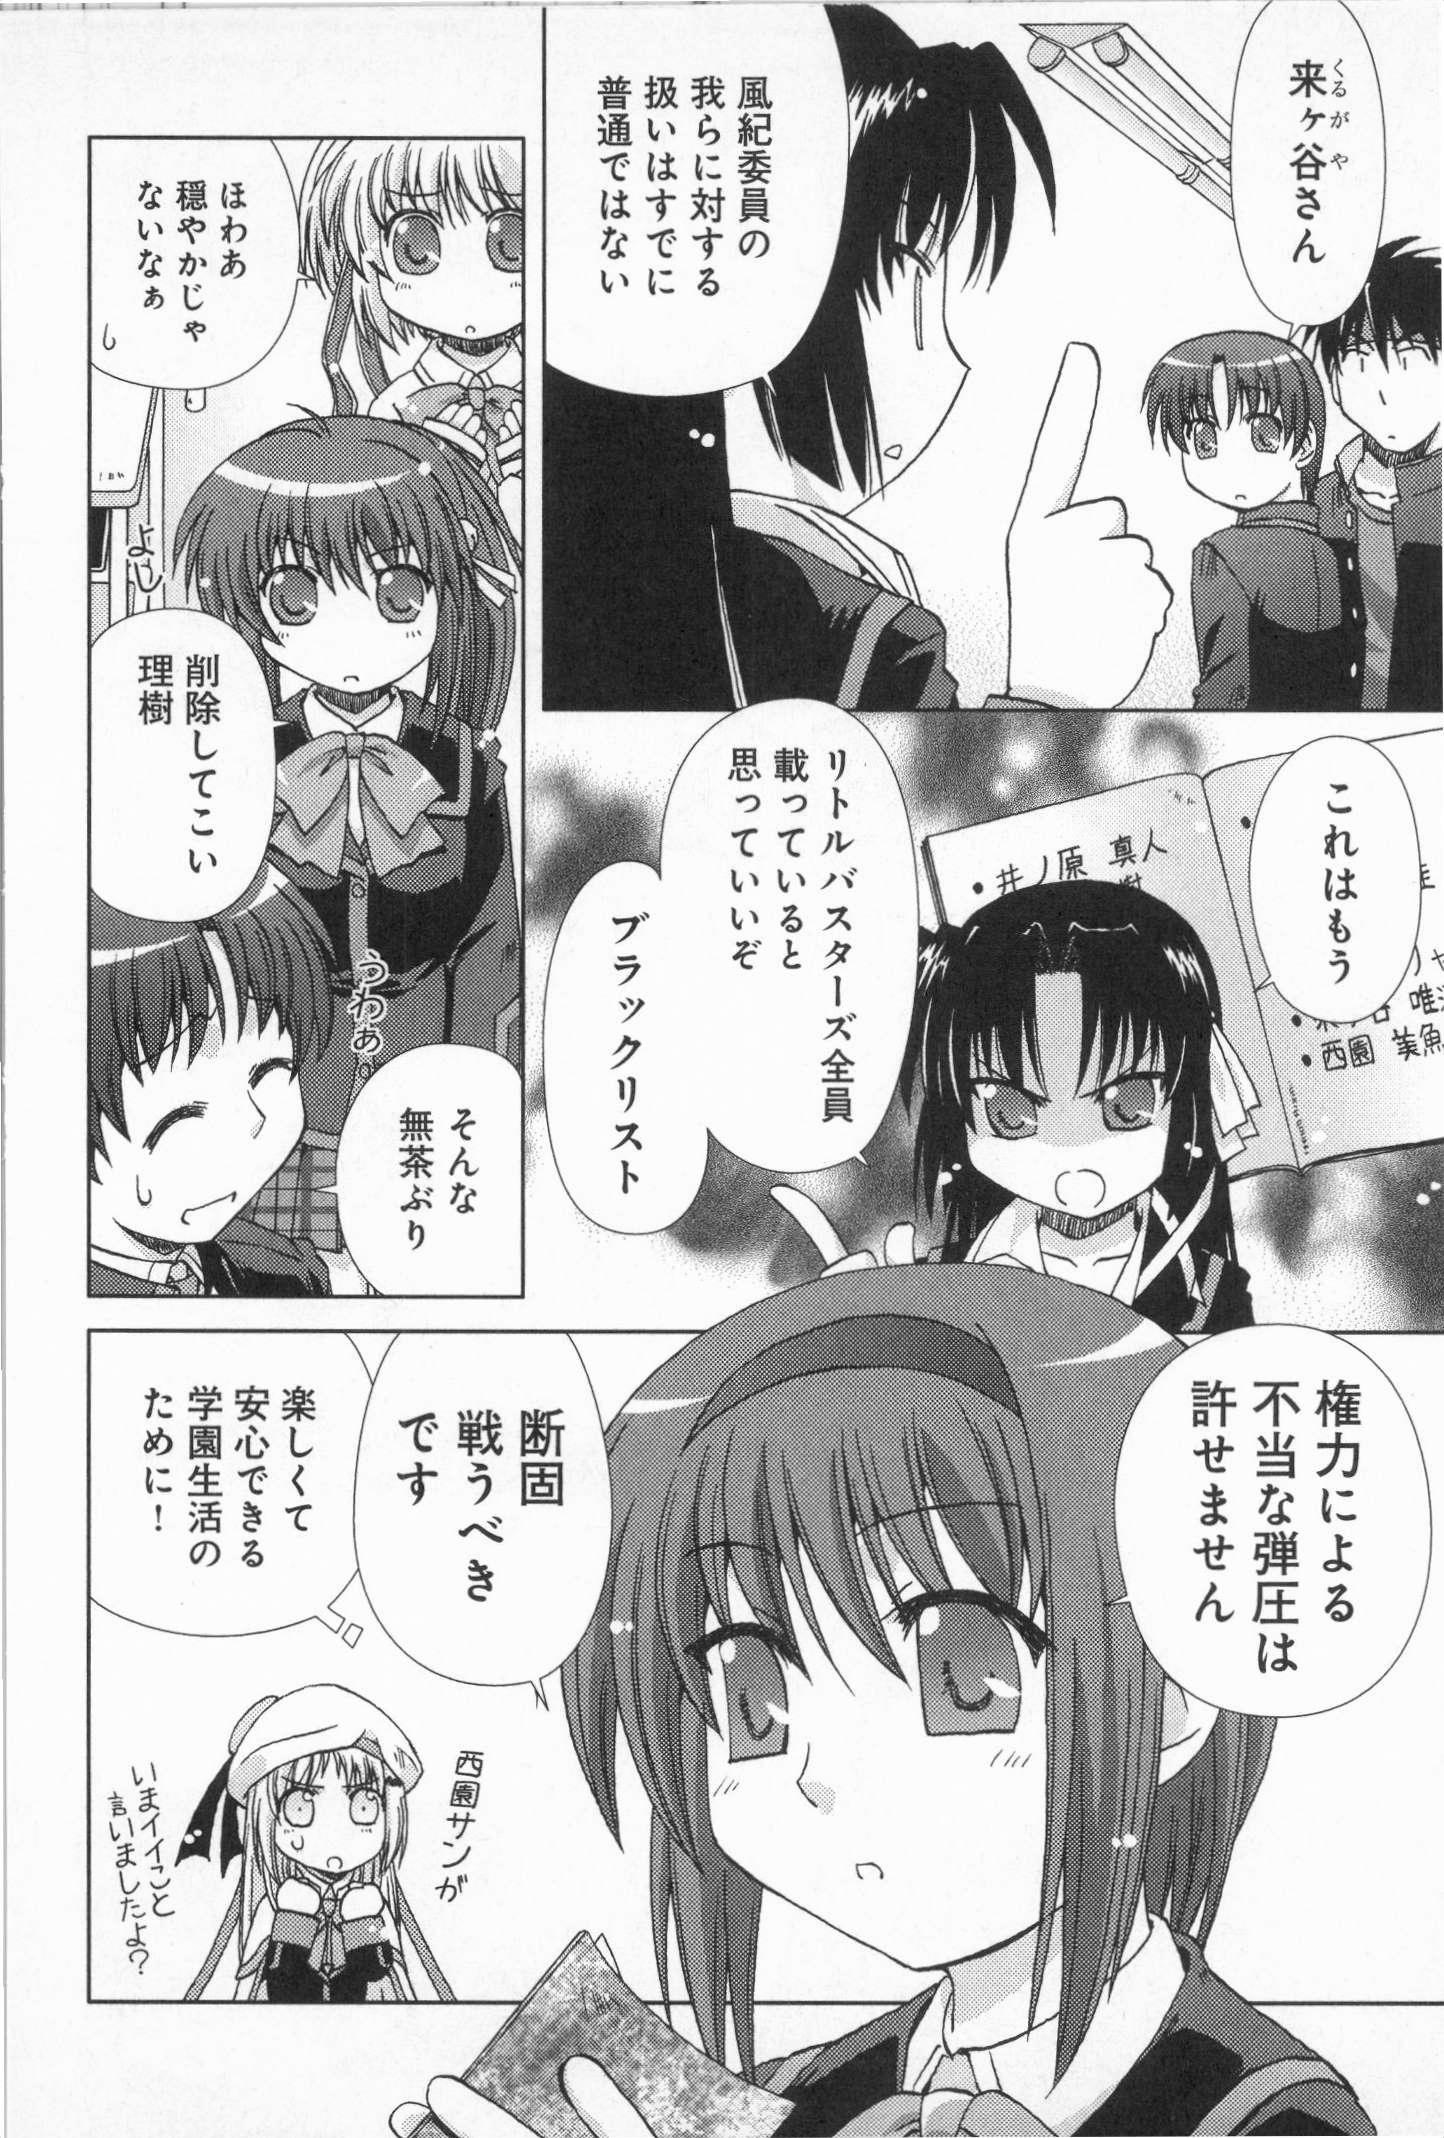 来ヶ谷さん
くるがや
風紀委員の
我らに対する
扱いはすでに
普通ではない
これはもう
井ノ原 真人
西園 美魚
リトルバスターズ全員
載っていると
思っていいぞ
ブラックリスト
ほわあ
穏やかじゃ
ないなぁ
よし
削除してこい
理樹
うわぁ
そんな
無茶ぶり
権力による
不当な弾圧は
許せません
断固
戦うべき
です
楽しくて
安心できる
学園生活の
ために!
西園サンが
いまイイこと
言いましたよ?